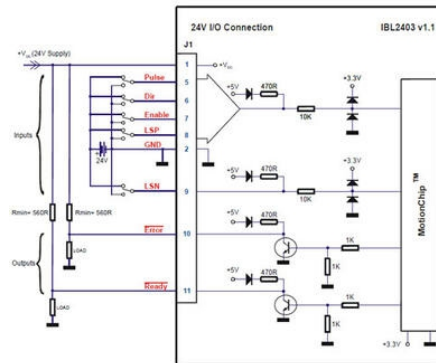 24V I/O Connection
IBL2403 v1.1
J1
+VDC (24V Supply)
1
+VDC
Pulse
5
Dir
6
Enable
7
LSP
8
GND
2
24V
Inputs
LSN
9
+5V
470R
+3.3V
10K
+5V
470R
+3.3V
10K
MotionChip™
Rmin= 560R
Rmin= 560R
Error
10
+5V
470R
1K
1K
LOAD
Outputs
Ready
11
+5V
470R
1K
1K
LOAD
+3.3V